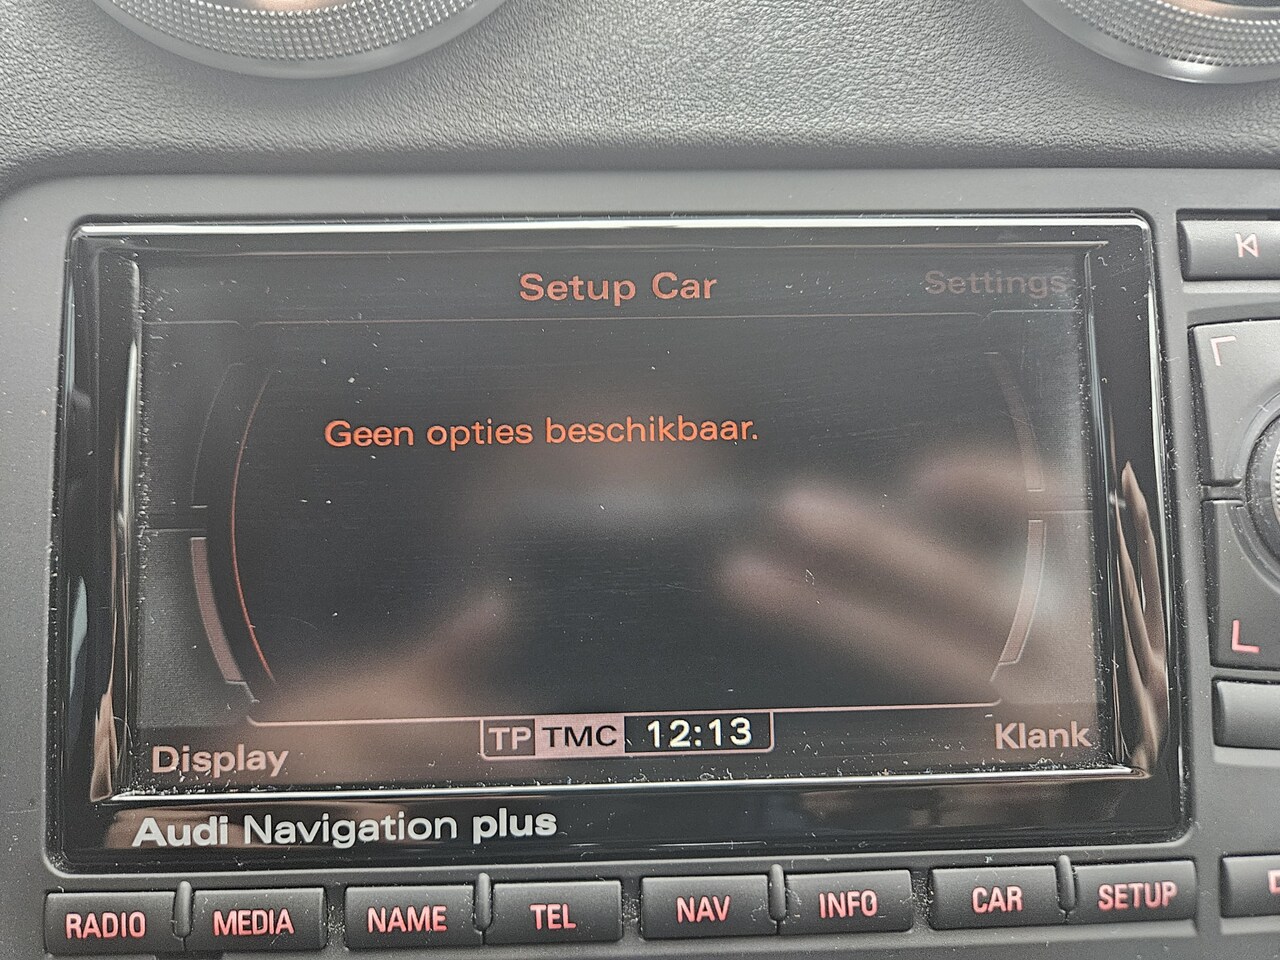 Setup Car
Settings
Geen opties beschikbaar.
TP TMC 12:13
Display
Klank
Audi Navigation plus
RADIO MEDIA NAME TEL NAV INFO CAR SETUP